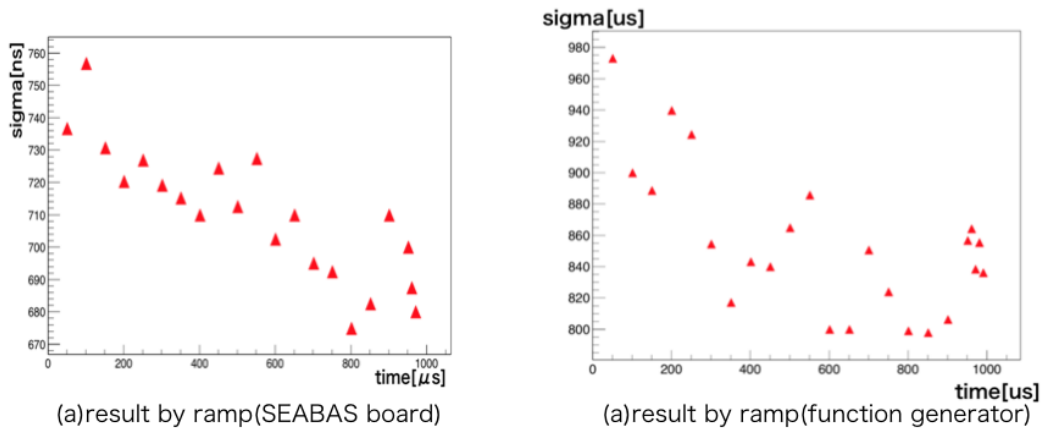 sigma[ns]
760
750
740
730
720
710
700
690
680
670
0 200 400 600 800 1000
time[μs]
(a)result by ramp(SEABAS board)
sigma[us]
980
960
940
920
900
880
860
840
820
800
0 200 400 600 800 1000
time[us]
(a)result by ramp(function generator)